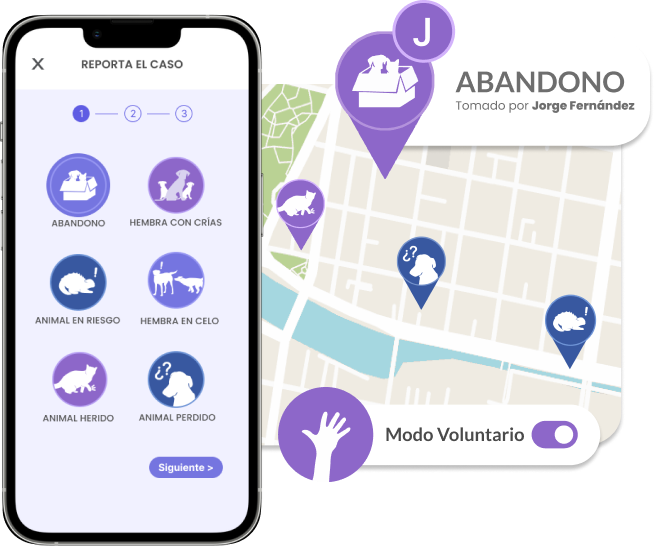 X
REPORTA EL CASO
1
2
3
ABANDONO
HEMBRA CON CRÍAS
ANIMAL EN RIESGO
HEMBRA EN CELO
ANIMAL HERIDO
¿?
ANIMAL PERDIDO
Siguiente >
J
ABANDONO
Tomado por Jorge Fernández
¿?
!
Modo Voluntario